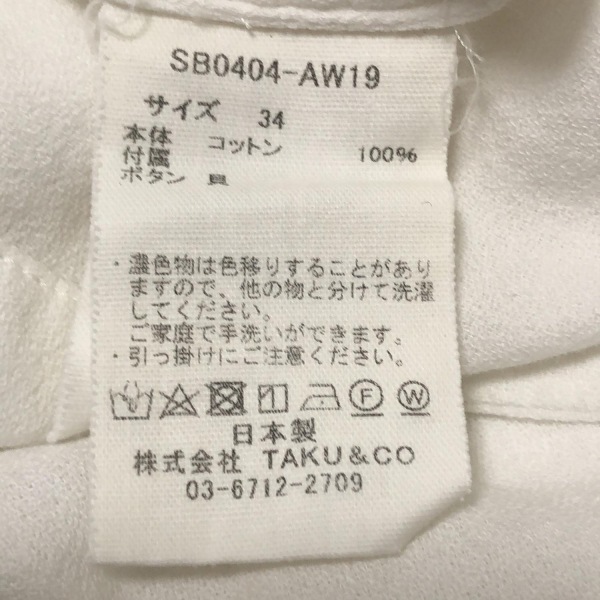 SB0404-AW19
サイズ 34
本体 コットン 100%
付属
ボタン 貝
・濃色物は色移りすることがあり
ますので、他の物と分けて洗濯
してください。
ご家庭で手洗いができます。
・引っ掛けにご注意ください。
F W
日本製
株式会社 TAKU&CO
03-6712-2709